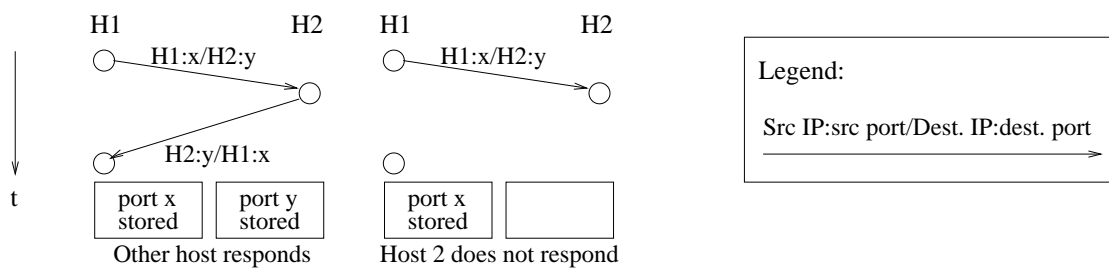 H1 H2 H1 H2
H1:x/H2:y H1:x/H2:y
Legend:
Src IP:src port/Dest. IP:dest. port
H2:y/H1:x
t
port x stored port y stored port x stored
Other host responds Host 2 does not respond